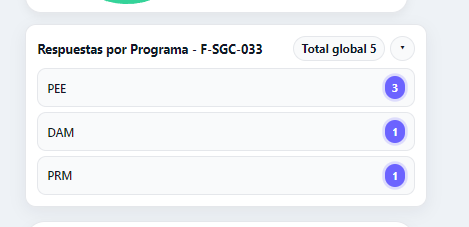 Respuestas por Programa - F-SGC-033
Total global 5
PEE
3
DAM
1
PRM
1